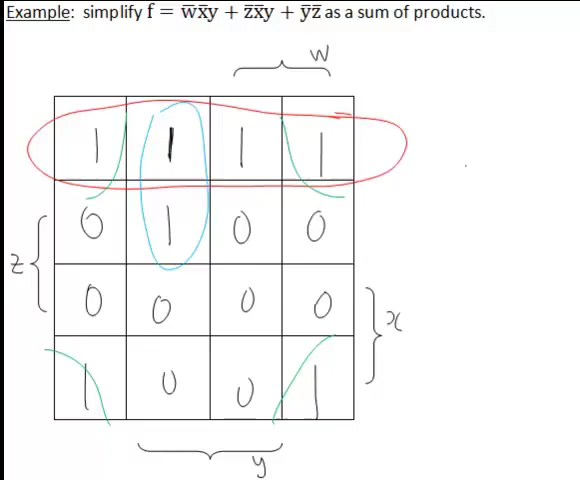 Example: simplify f = w̅x̅y + z̅x̅y + y̅z̅ as a sum of products.
w
1 1 1 1
z 0 1 0 0
0 0 0 0 x
1 0 0 1
y